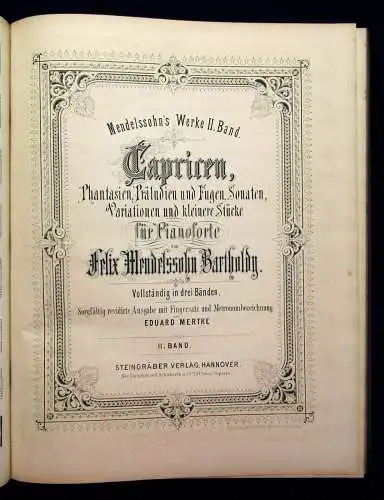 Mendelssohn's Werke II. Band.
Capricen,
Phantasien, Präludien und Fugen, Sonaten,
Variationen und kleinere Stücke
für Pianoforte
von
Felix Mendelssohn Bartholdy.
Vollständig in drei Bänden.
Sorgfältig revidirte Ausgabe mit Fingersatz und Metronombezeichnung
EDUARD MERTKE
II. BAND.
STEINGRÄBER VERLAG, HANNOVER.